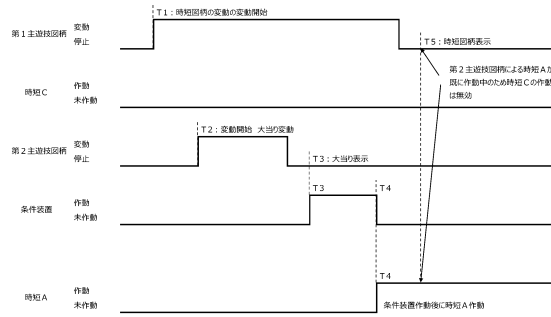 T1：時短図柄の変動の変動開始
第1主遊技図柄
変動
停止
T5：時短図柄表示
第2主遊技図柄による時短Aが
既に作動中のため時短Cの作動
は無効
時短C
作動
未作動
T2：変動開始 大当り変動
第2主遊技図柄
変動
停止
T3：大当り表示
条件装置
作動
未作動
T3
T4
時短A
作動
未作動
T4
条件装置作動後に時短A作動